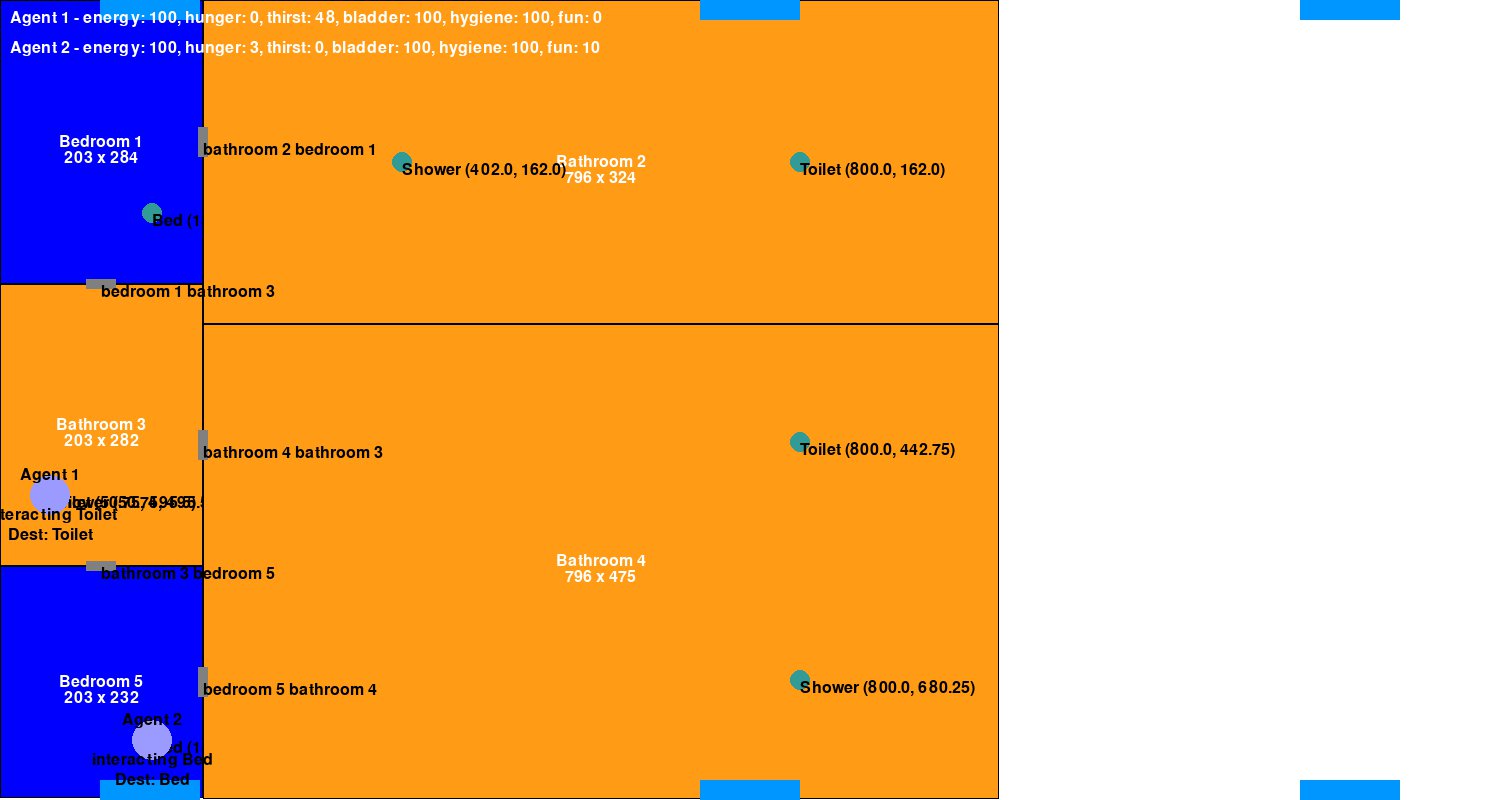 Agent 1 - energy: 100, hunger: 0, thirst: 48, bladder: 100, hygiene: 100, fun: 0
Agent 2 - energy: 100, hunger: 3, thirst: 0, bladder: 100, hygiene: 100, fun: 10
Bedroom 1
203 x 284
bathroom 2 bedroom 1
Shower (402.0, 162.0)
Bathroom 2
796 x 324
Toilet (800.0, 162.0)
Bed (1
bedroom 1 bathroom 3
Bathroom 3
203 x 282
bathroom 4 bathroom 3
Toilet (800.0, 442.75)
Agent 1
teracting Toilet
Dest: Toilet
bathroom 3 bedroom 5
Bathroom 4
796 x 475
Bedroom 5
203 x 232
bedroom 5 bathroom 4
Shower (800.0, 680.25)
Agent 2
ed (1
interacting Bed
Dest: Bed